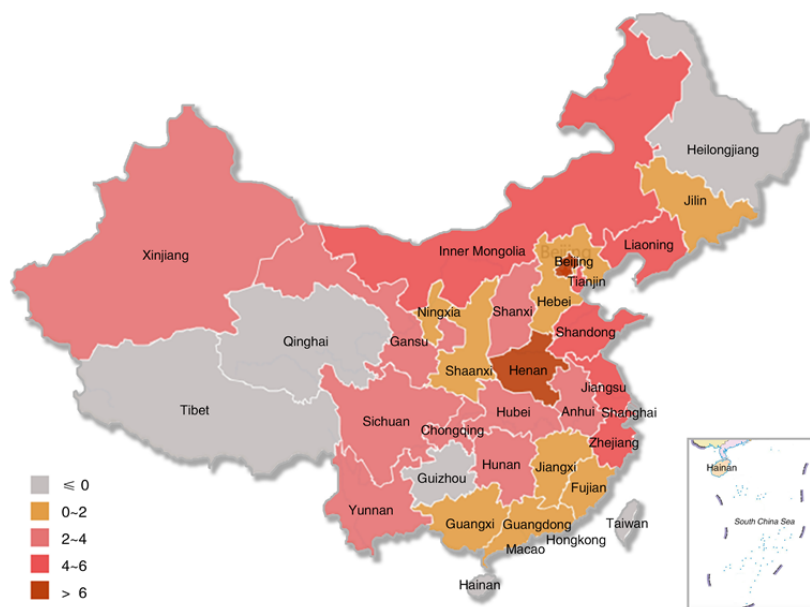 Heilongjiang
Jilin
Xinjiang
Inner Mongolia
Liaoning
Beijing
Beijing
Tianjin
Hebei
Ningxia
Shanxi
Shandong
Qinghai
Gansu
Shaanxi
Henan
Jiangsu
Tibet
Sichuan
Hubei
Anhui
Shanghai
Chongqing
Zhejiang
Hunan
Jiangxi
Guizhou
Fujian
Yunnan
Guangxi
Guangdong
Taiwan
Hongkong
Macao
Hainan
≤ 0
0~2
2~4
4~6
> 6
Hainan
South China Sea